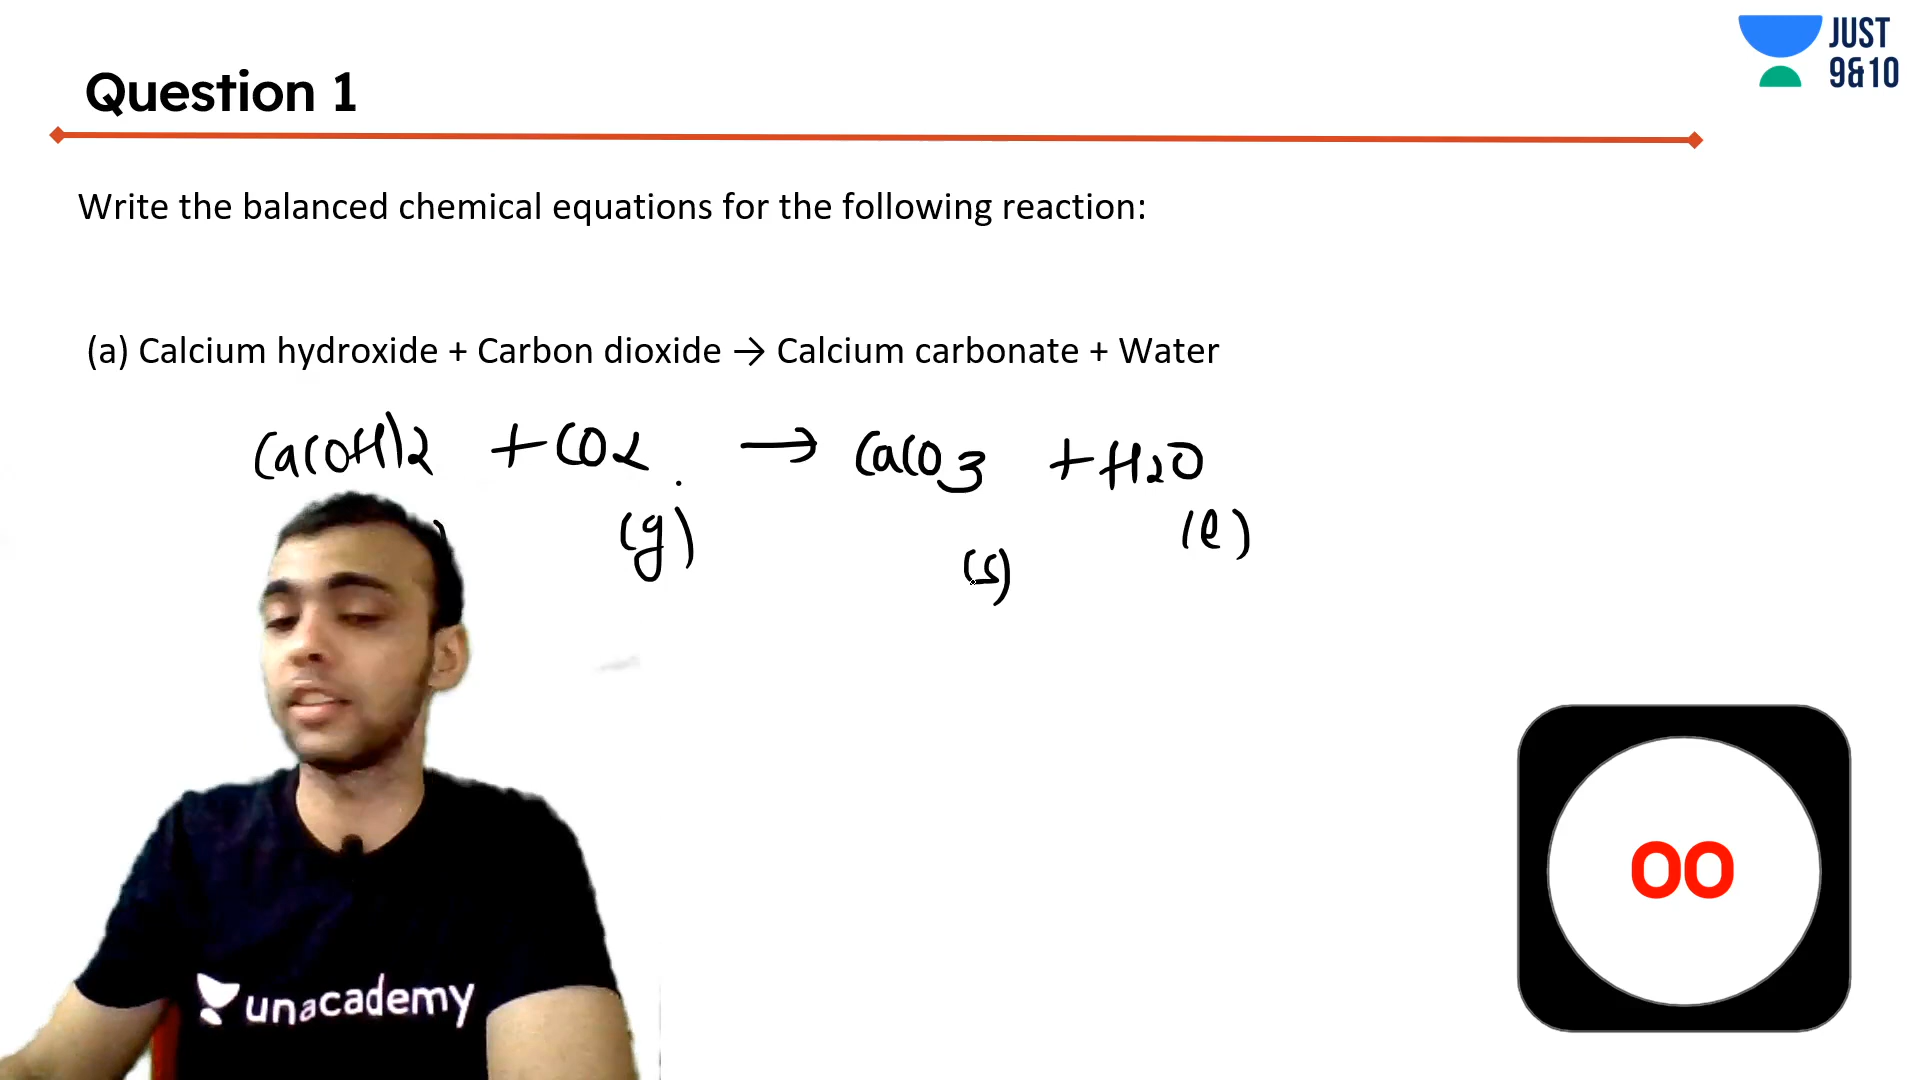 JUST
9&10
Question 1
Write the balanced chemical equations for the following reaction:
(a) Calcium hydroxide + Carbon dioxide → Calcium carbonate + Water
Ca(OH)2 + CO2 → CaCO3 + H2O
(g) (s) (l)
unacademy
00